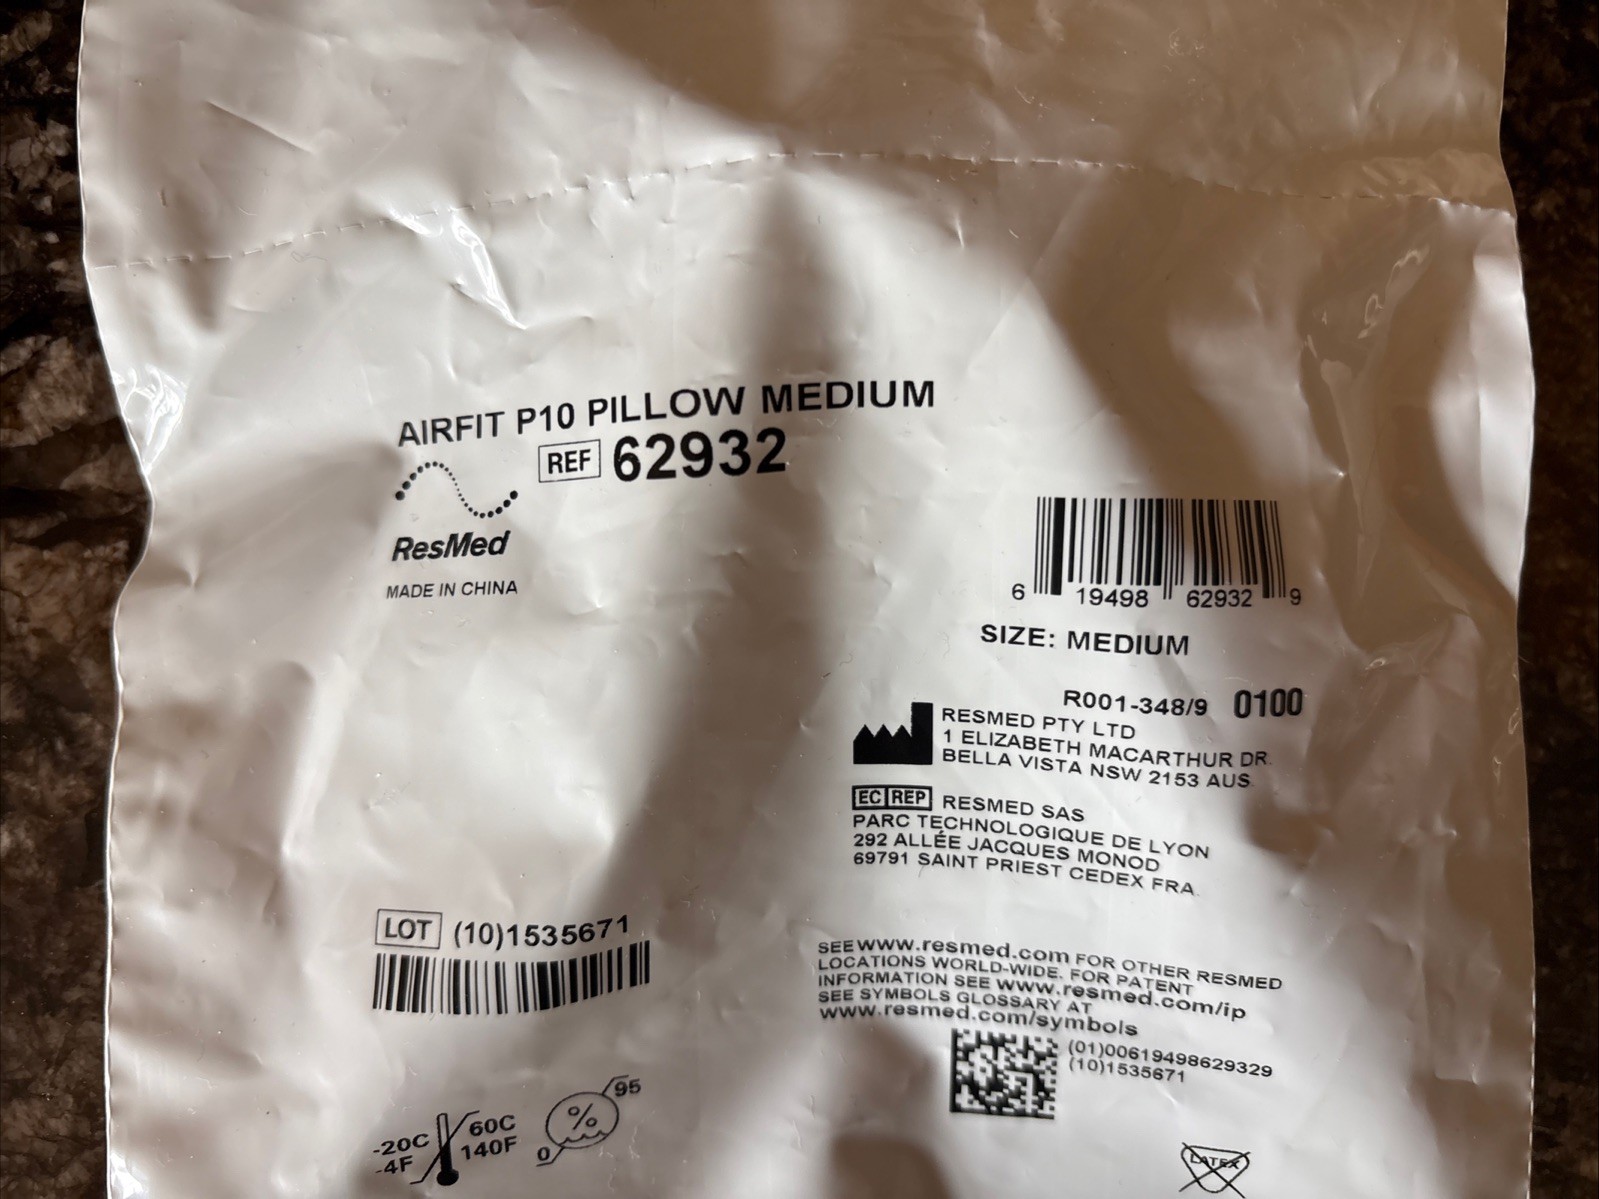 AIRFIT P10 PILLOW MEDIUM
REF 62932
ResMed
MADE IN CHINA
6 19498 62932 9
SIZE: MEDIUM
R001-348/9 0100
RESMED PTY LTD
1 ELIZABETH MACARTHUR DR.
BELLA VISTA NSW 2153 AUS
EC REP RESMED SAS
PARC TECHNOLOGIQUE DE LYON
292 ALLÉE JACQUES MONOD
69791 SAINT PRIEST CEDEX FRA
LOT (10)1535671
SEE www.resmed.com FOR OTHER RESMED
LOCATIONS WORLD-WIDE. FOR PATENT
INFORMATION SEE www.resmed.com/ip
SEE SYMBOLS GLOSSARY AT
www.resmed.com/symbols
(01)00619498629329
(10)1535671
-20C 60C
-4F 140F
0 % 95
LATEX